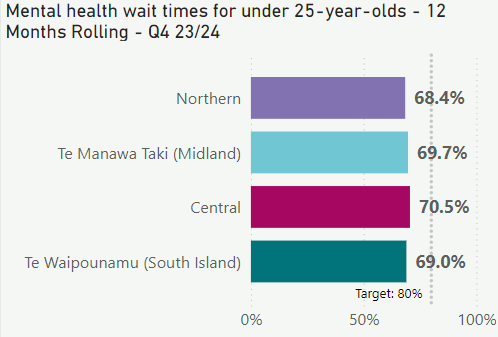 Mental health wait times for under 25-year-olds - 12
Months Rolling - Q4 23/24
Northern 68.4%
Te Manawa Taki (Midland) 69.7%
Central 70.5%
Te Waipounamu (South Island) 69.0%
Target: 80%
0% 50% 100%